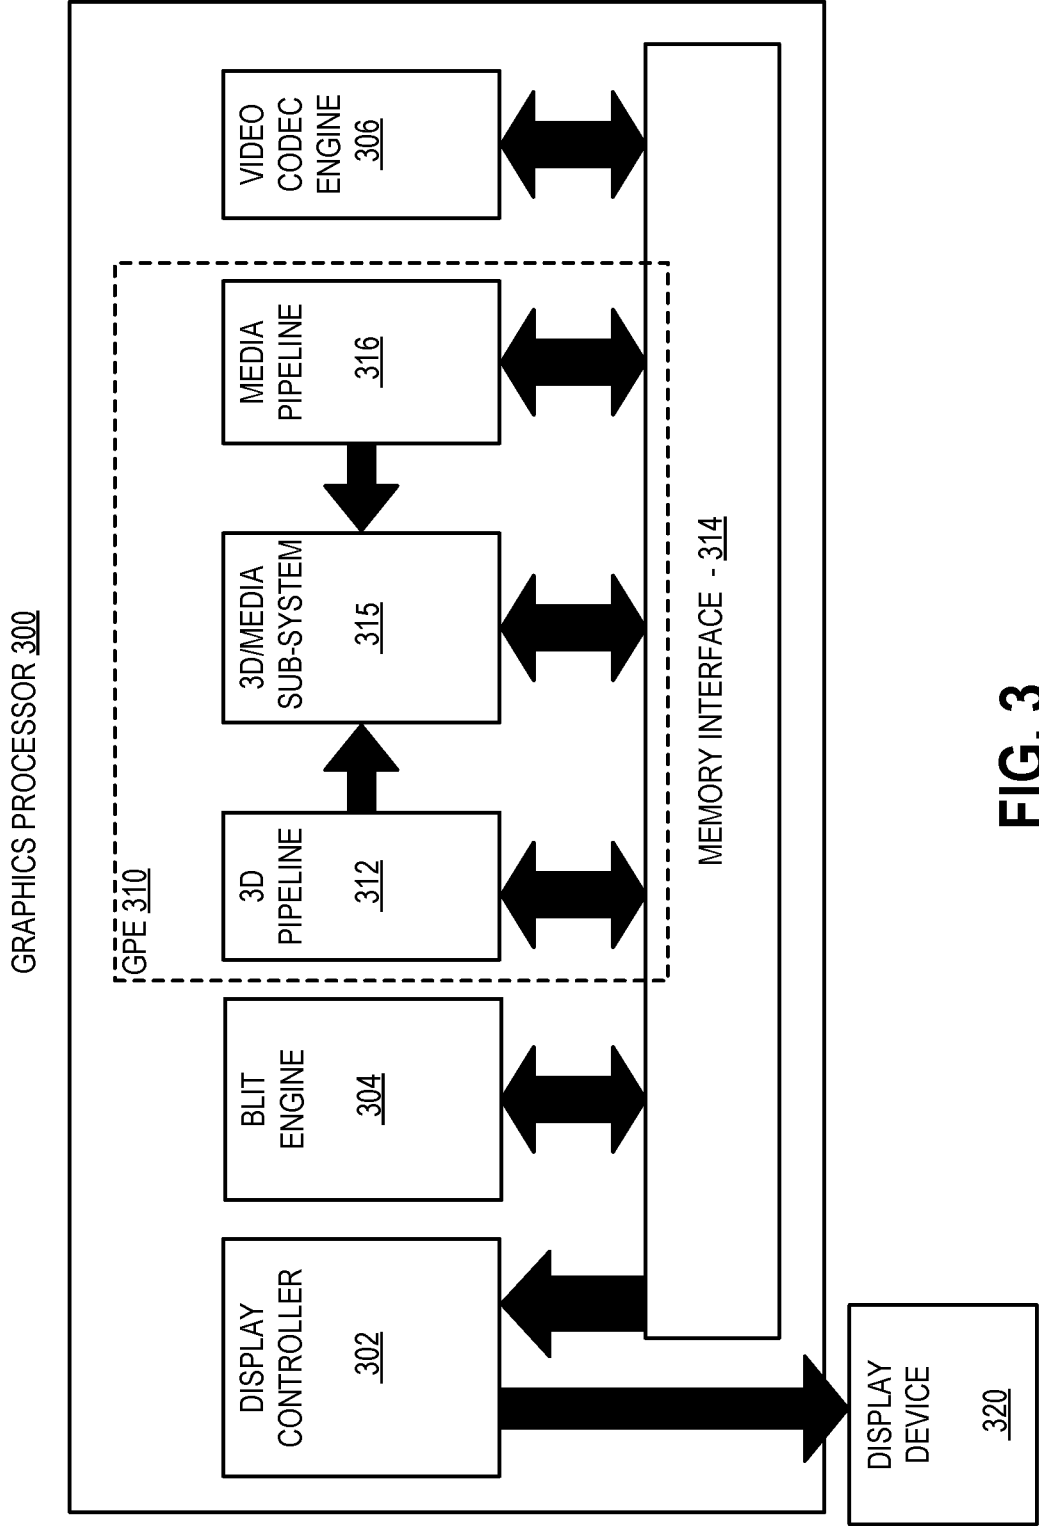 GRAPHICS PROCESSOR 300
DISPLAY
CONTROLLER
302
BLIT
ENGINE
304
GPE 310
3D
PIPELINE
312
3D/MEDIA
SUB-SYSTEM
315
MEDIA
PIPELINE
316
VIDEO
CODEC
ENGINE
306
MEMORY INTERFACE - 314
DISPLAY
DEVICE
320
FIG. 3